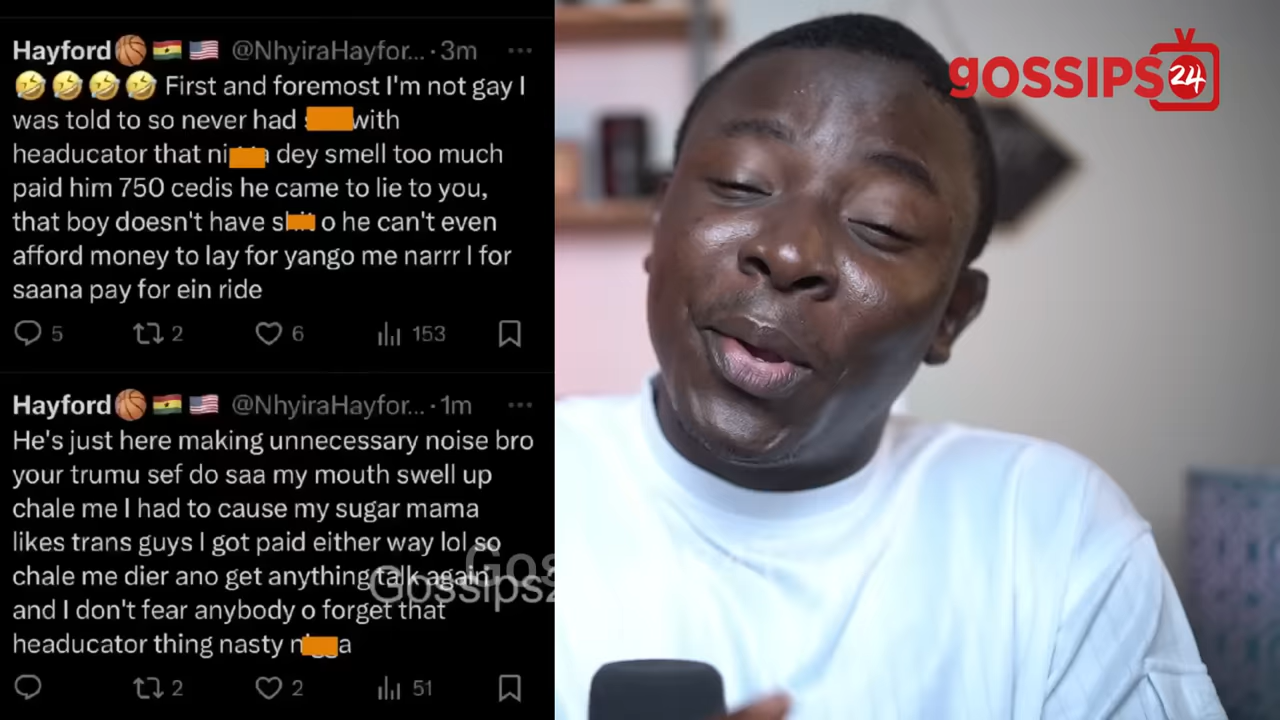 Hayford🏀🇬🇭🇺🇸 @NhyiraHayfor... · 3m
🤣🤣🤣🤣 First and foremost I'm not gay I
was told to so never had s with
headucator that ni a dey smell too much
paid him 750 cedis he came to lie to you,
that boy doesn't have s o he can't even
afford money to lay for yango me narrr I for
saana pay for ein ride
5 2 6 153
Hayford🏀🇬🇭🇺🇸 @NhyiraHayfor... · 1m
He's just here making unnecessary noise bro
your trumu sef do saa my mouth swell up
chale me I had to cause my sugar mama
likes trans guys I got paid either way lol so
chale me dier ano get anything talk again
and I don't fear anybody o forget that
headucator thing nasty n a
2 2 51
Gos
Gossips2
GOSSIPS24